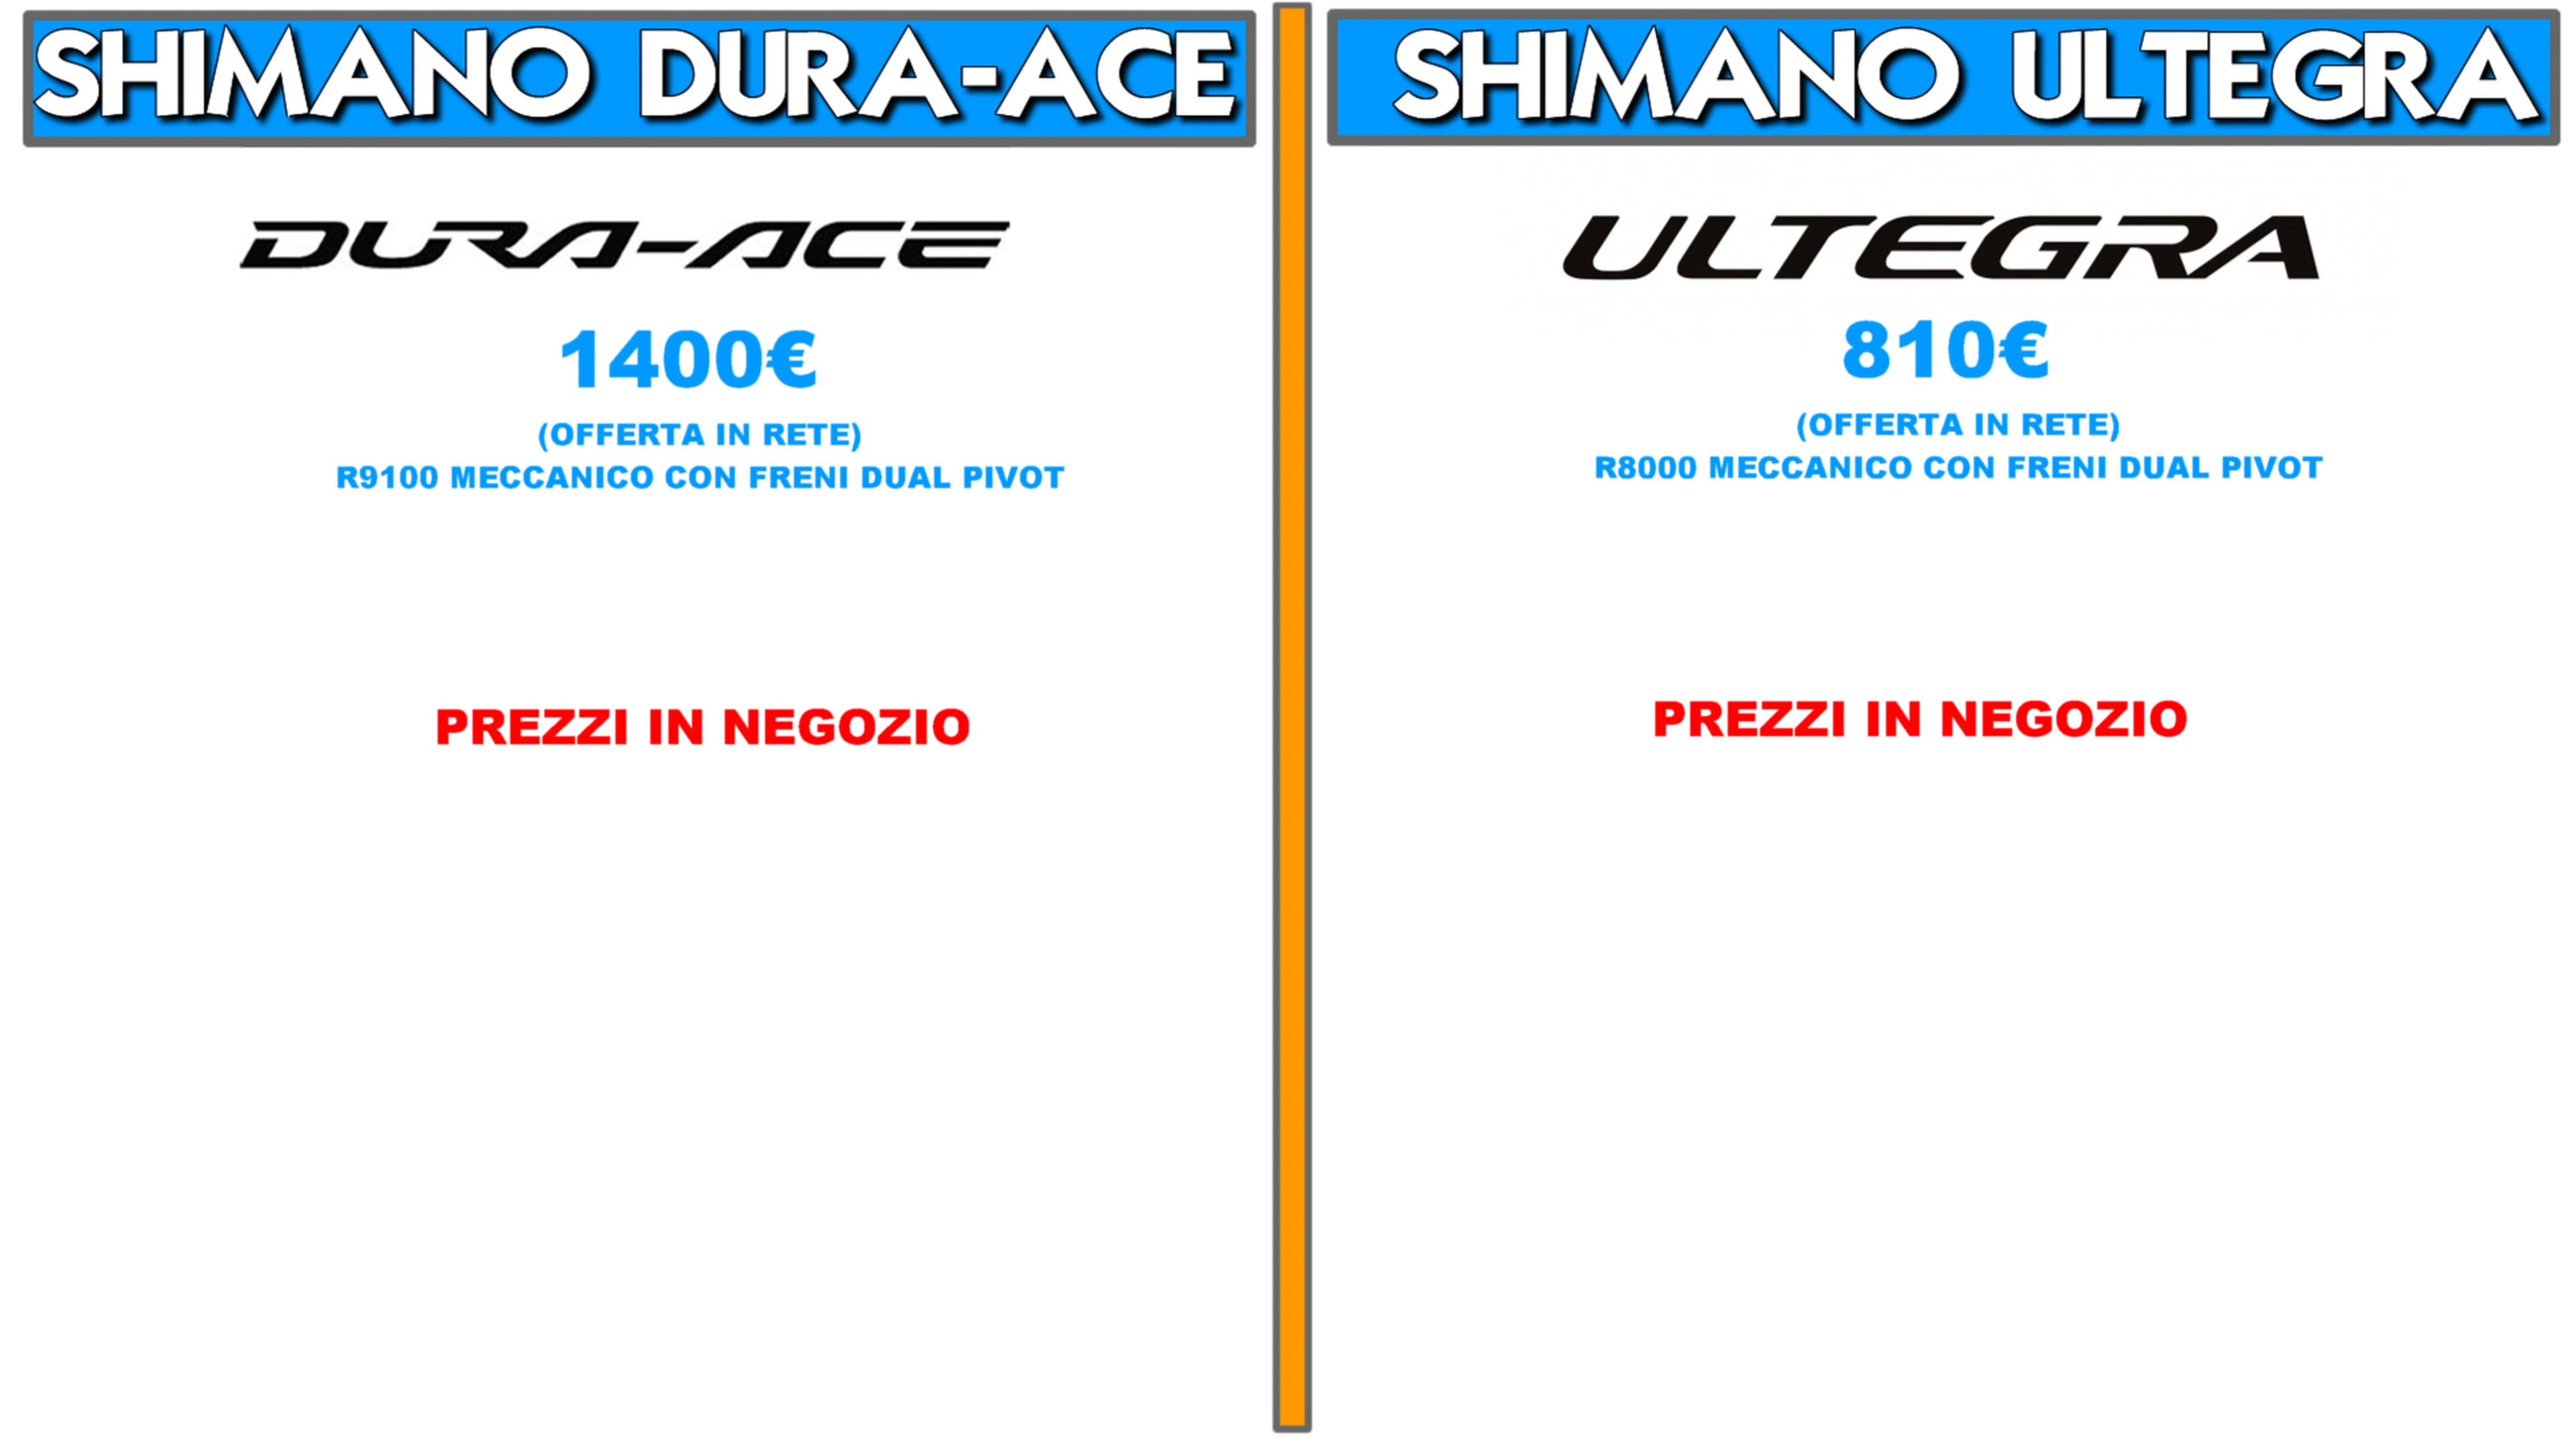 SHIMANO DURA-ACE
DURA-ACE
1400€
(OFFERTA IN RETE)
R9100 MECCANICO CON FRENI DUAL PIVOT
PREZZI IN NEGOZIO
SHIMANO ULTEGRA
ULTEGRA
810€
(OFFERTA IN RETE)
R8000 MECCANICO CON FRENI DUAL PIVOT
PREZZI IN NEGOZIO